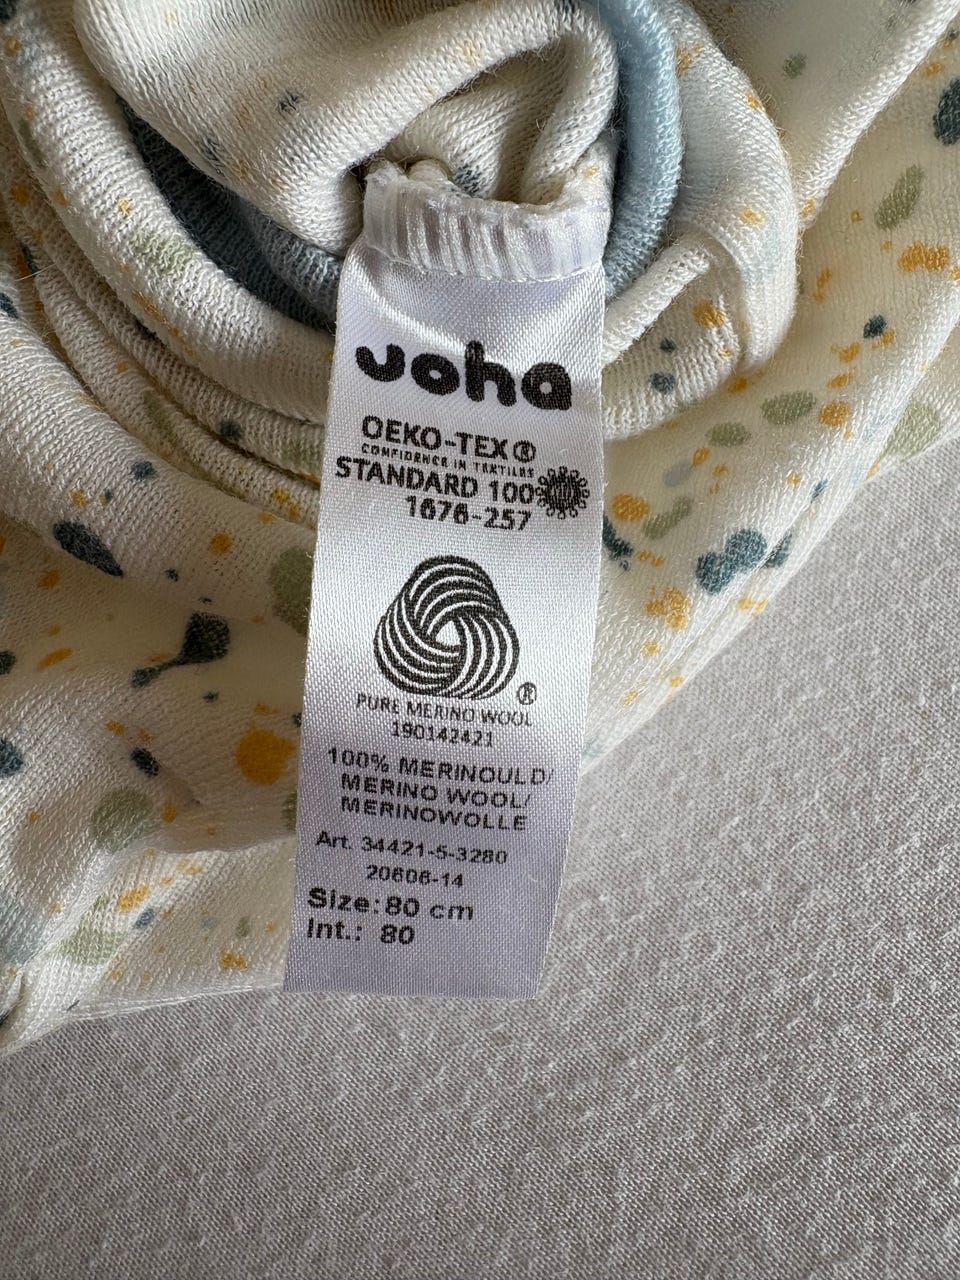 Joha
OEKO-TEX®
CONFIDENCE IN TEXTILES
STANDARD 100
1676-257
®
PURE MERINO WOOL
190142421
100% MERINOULD/
MERINO WOOL/
MERINOWOLLE
Art. 34421-5-3280
20606-14
Size: 80 cm
Int.: 80